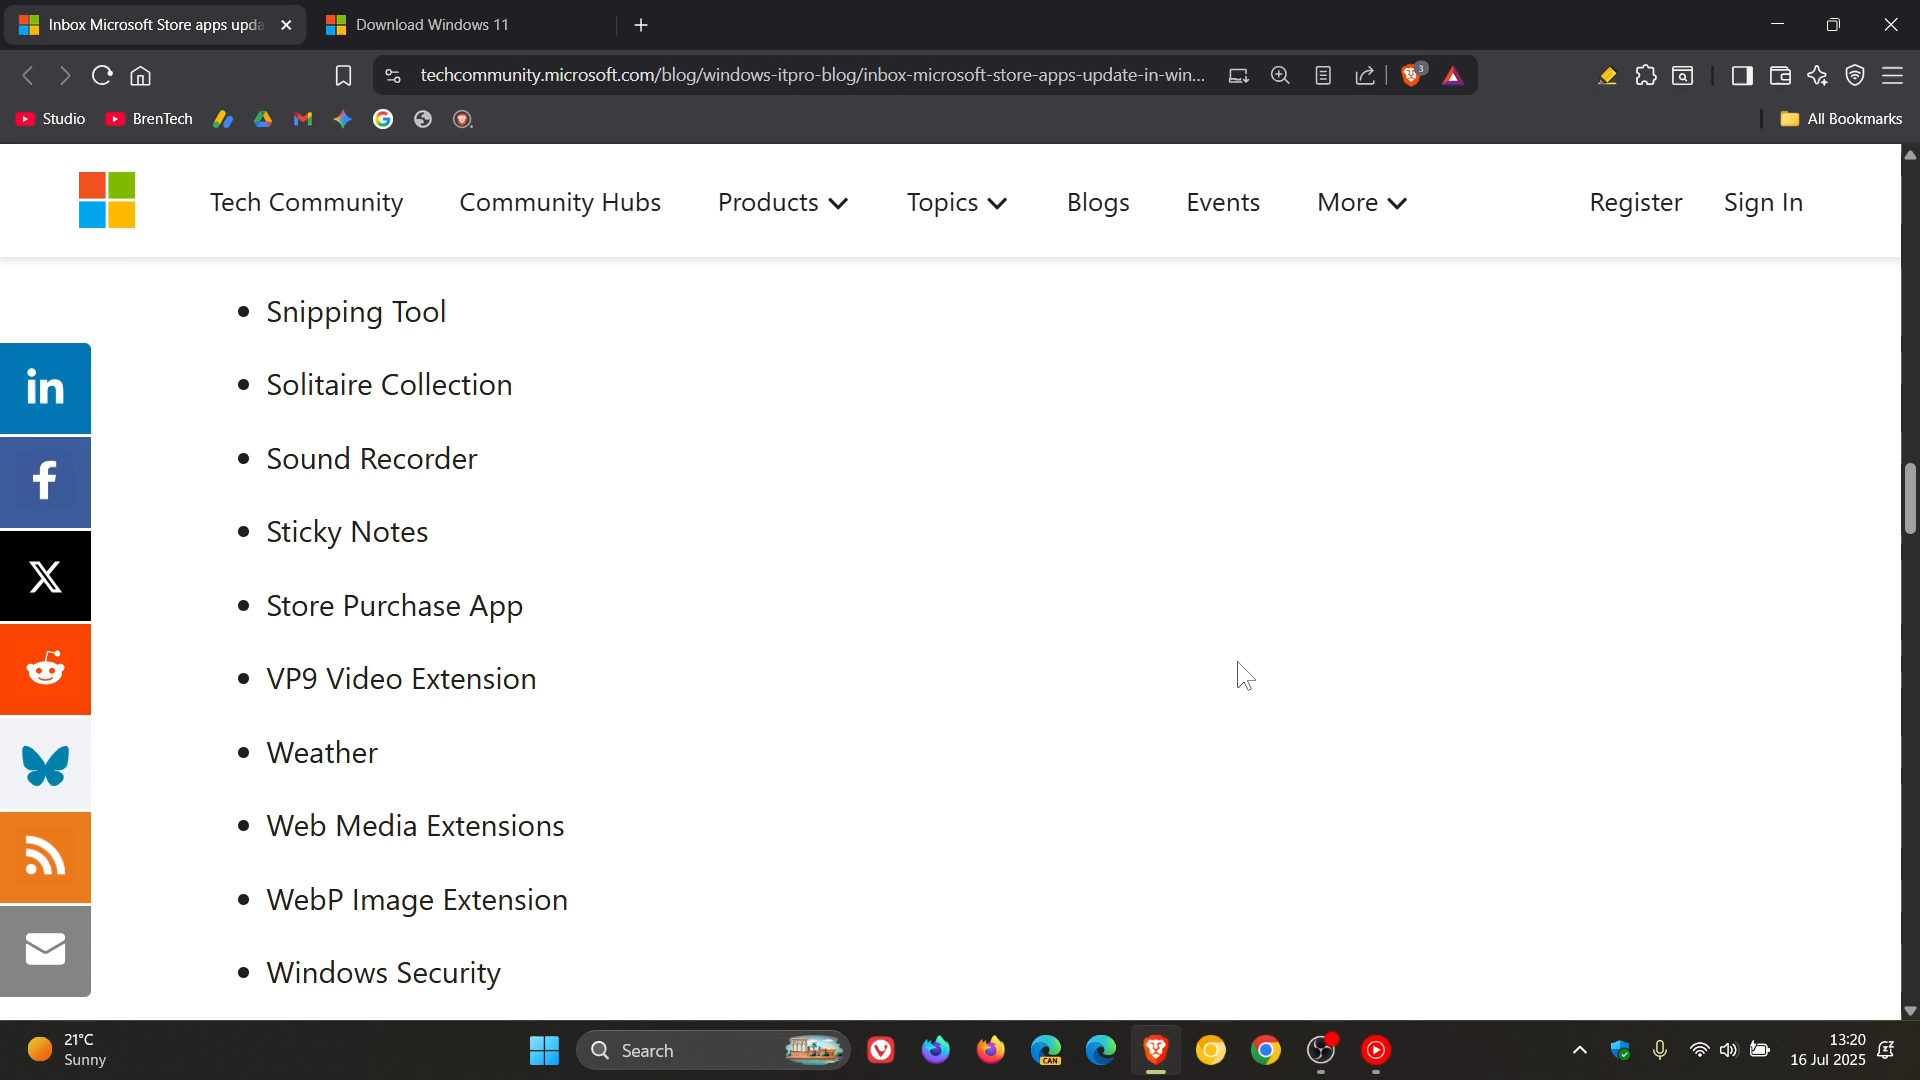 Inbox Microsoft Store apps upda
Download Windows 11
techcommunity.microsoft.com/blog/windows-itpro-blog/inbox-microsoft-store-apps-update-in-win...
3
Studio
BrenTech
All Bookmarks
Tech Community
Community Hubs
Products
Topics
Blogs
Events
More
Register
Sign In
• Snipping Tool
• Solitaire Collection
• Sound Recorder
• Sticky Notes
• Store Purchase App
• VP9 Video Extension
• Weather
• Web Media Extensions
• WebP Image Extension
• Windows Security
in
f
X
21°C
Sunny
Search
CAN
13:20
16 Jul 2025